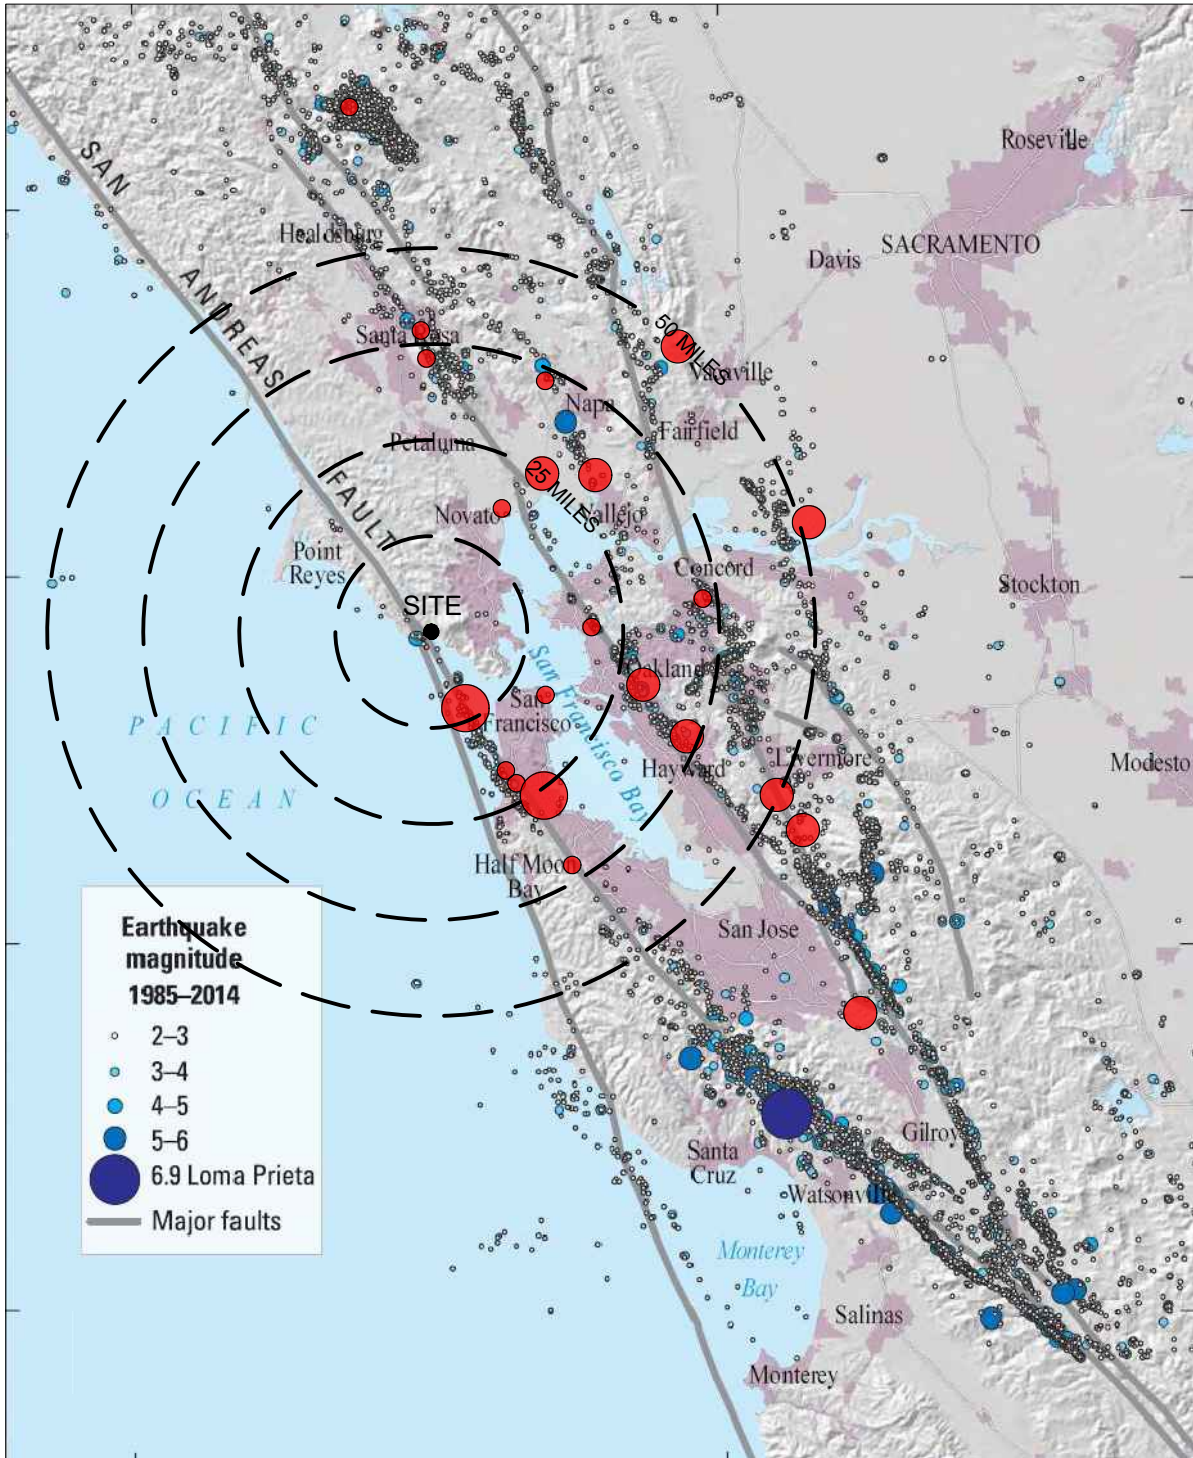 Roseville
SAN
ANDREAS
FAULT
Healdsburg
SACRAMENTO
Davis
Santa Rosa
50 MILES
Vacaville
Napa
Fairfield
Petaluma
25 MILES
Novato
Vallejo
Point
Reyes
Concord
Stockton
SITE
San Francisco Bay
Oakland
San
Francisco
PACIFIC
OCEAN
Hayward
Livermore
Modesto
Half Moon
Bay
San Jose
Earthquake
magnitude
1985–2014
2–3
3–4
4–5
5–6
6.9 Loma Prieta
Major faults
Gilroy
Santa
Cruz
Watsonville
Monterey
Bay
Salinas
Monterey